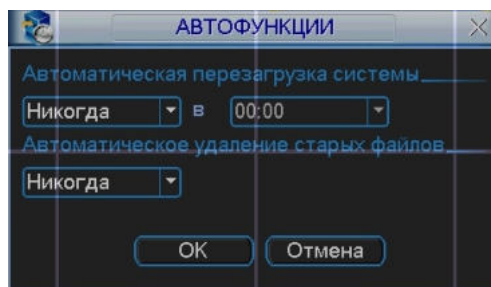 АВТОФУНКЦИИ
Автоматическая перезагрузка системы
Никогда в 00:00
Автоматическое удаление старых файлов
Никогда
OK Отмена